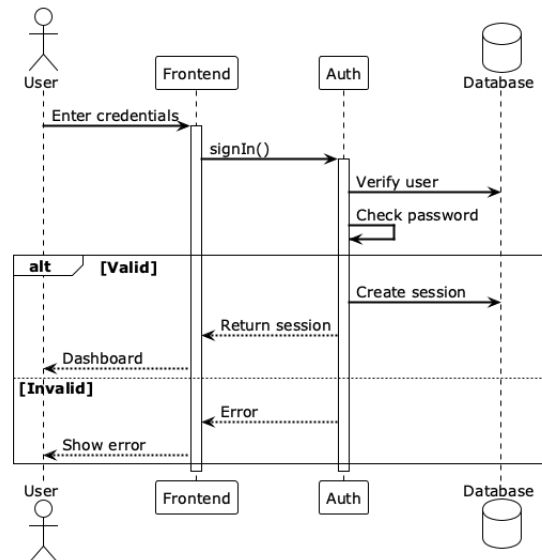 User
Frontend
Auth
Database
Enter credentials
signIn()
Verify user
Check password
alt
[Valid]
Create session
Return session
Dashboard
[Invalid]
Error
Show error
User
Frontend
Auth
Database